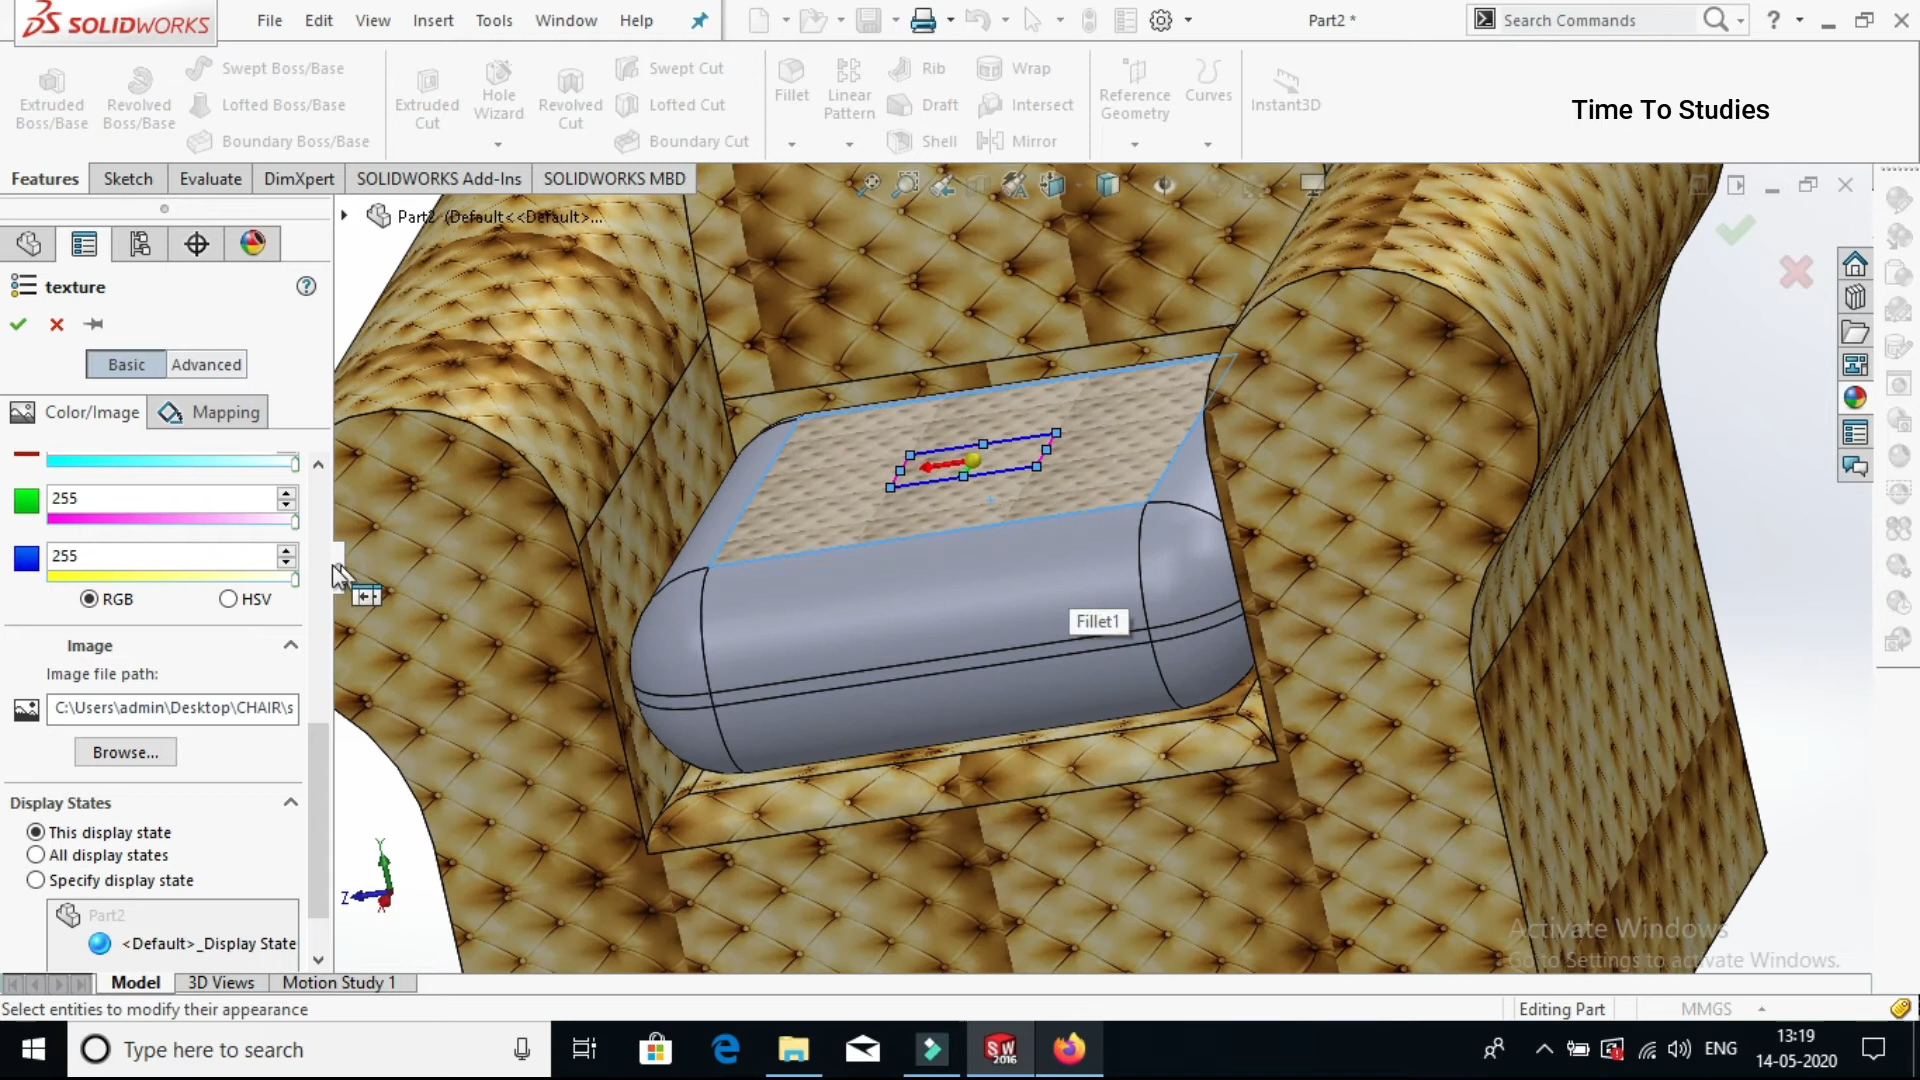 SOLIDWORKS
File Edit View Insert Tools Window Help
Part2 *
Search Commands
?
Extruded Boss/Base
Revolved Boss/Base
Swept Boss/Base
Lofted Boss/Base
Boundary Boss/Base
Extruded Cut
Hole Wizard
Revolved Cut
Swept Cut
Lofted Cut
Boundary Cut
Fillet
Linear Pattern
Rib
Draft
Shell
Wrap
Intersect
Mirror
Reference Geometry
Curves
Instant3D
Time To Studies
Features Sketch Evaluate DimXpert SOLIDWORKS Add-Ins SOLIDWORKS MBD
Part2 (Default<<Default>...
texture
?
Basic Advanced
Color/Image Mapping
255
255
RGB HSV
Image
Image file path:
C:\Users\admin\Desktop\CHAIR\s
Browse...
Display States
This display state
All display states
Specify display state
Part2
<Default>_Display State
Fillet1
Y
Z
X
Activate Windows
Go to Settings to activate Windows.
Model 3D Views Motion Study 1
Select entities to modify their appearance
Editing Part MMGS
Type here to search
SW
2016
ENG
13:19
14-05-2020